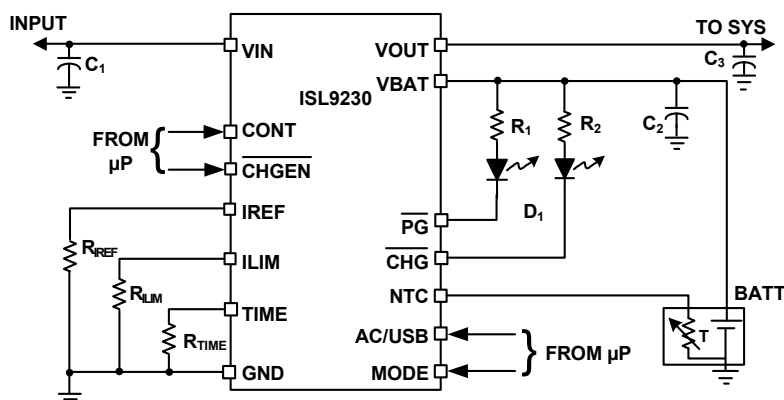 INPUT
C1
VIN
CONT
FROM
µP
CHGEN
IREF
RIREF
ILIM
RILIM
TIME
RTIME
GND
ISL9230
VOUT
TO SYS
C3
VBAT
R1
R2
C2
D1
PG
CHG
NTC
BATT
T
AC/USB
FROM µP
MODE